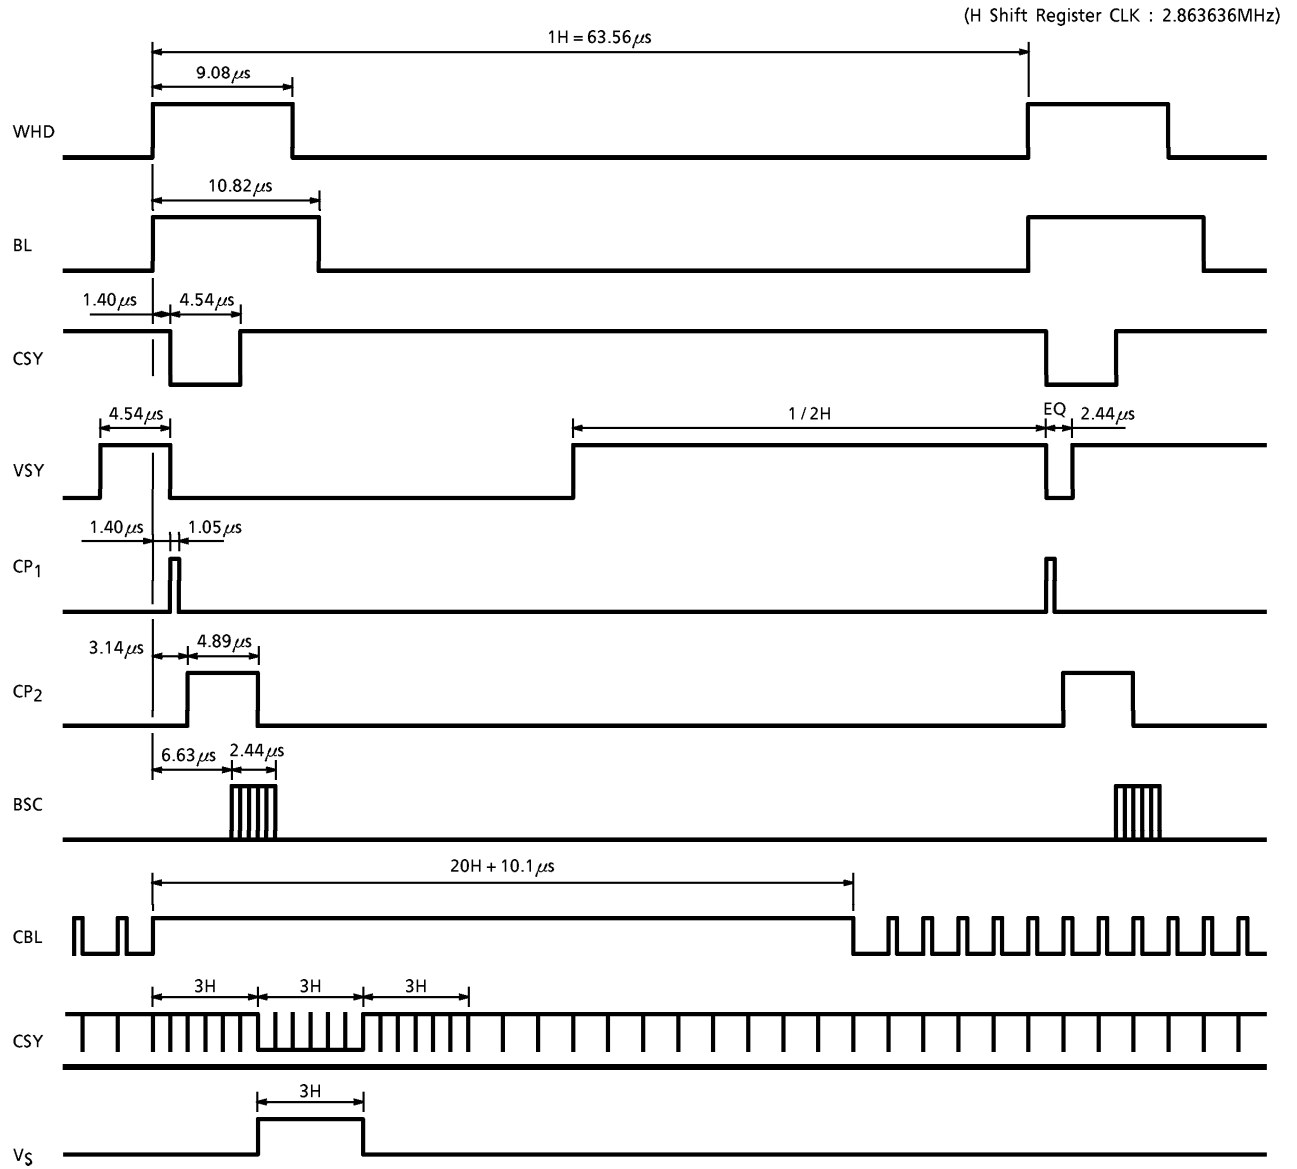 (H Shift Register CLK : 2.863636MHz)
1H = 63.56μs
9.08μs
WHD
10.82μs
BL
1.40μs 4.54μs
CSY
4.54μs 1 / 2H EQ 2.44μs
VSY
1.40μs 1.05μs
CP1
3.14μs 4.89μs
CP2
6.63μs 2.44μs
BSC
20H + 10.1μs
CBL
3H 3H 3H
CSY
3H
VS